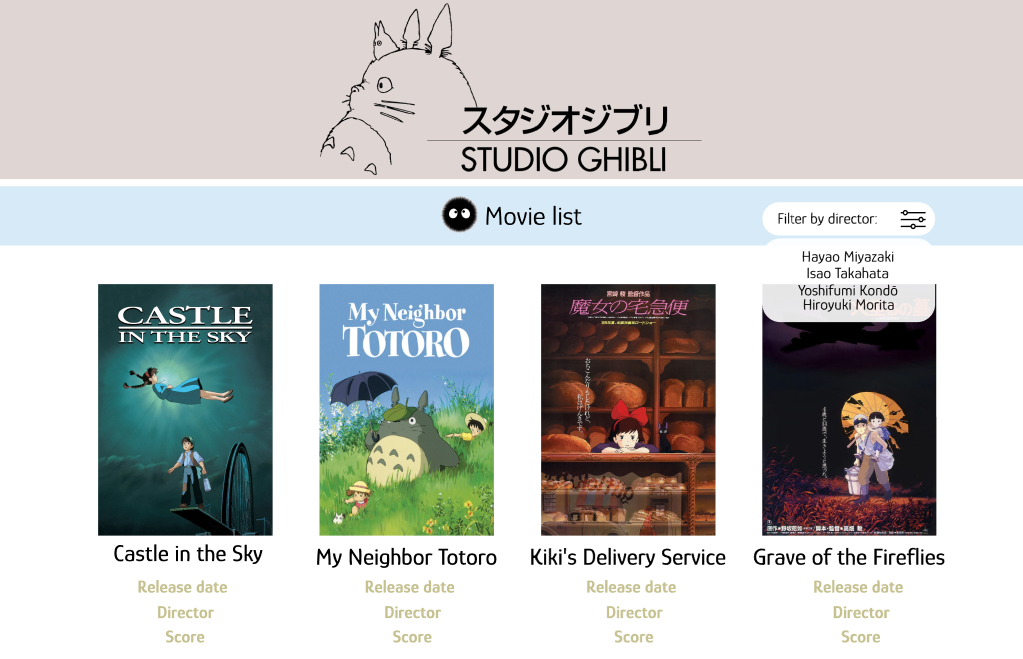 スタジオジブリ
STUDIO GHIBLI
Movie list
Filter by director:
Hayao Miyazaki
Isao Takahata
Yoshifumi Kondō
Hiroyuki Morita
CASTLE
IN THE SKY
My Neighbor
TOTORO
魔女の宅急便
Castle in the Sky
My Neighbor Totoro
Kiki's Delivery Service
Grave of the Fireflies
Release date
Release date
Release date
Release date
Director
Director
Director
Director
Score
Score
Score
Score